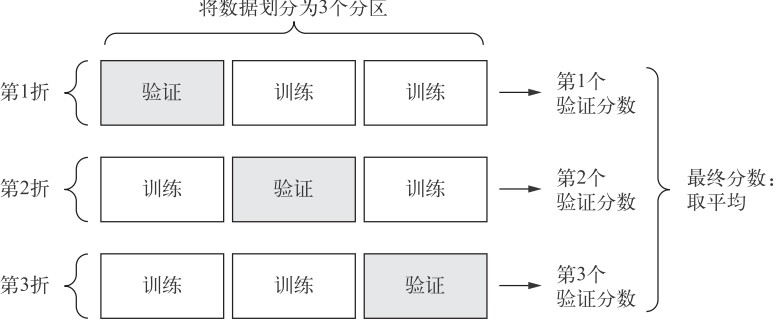 将数据划分为3个分区
第1折
验证
训练
训练
第1个
验证分数
第2折
训练
验证
训练
第2个
验证分数
最终分数：
取平均
第3折
训练
训练
验证
第3个
验证分数